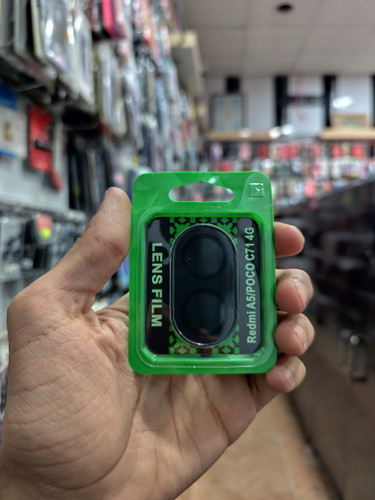 LENS FILM
Redmi A5/POCO C71 4G